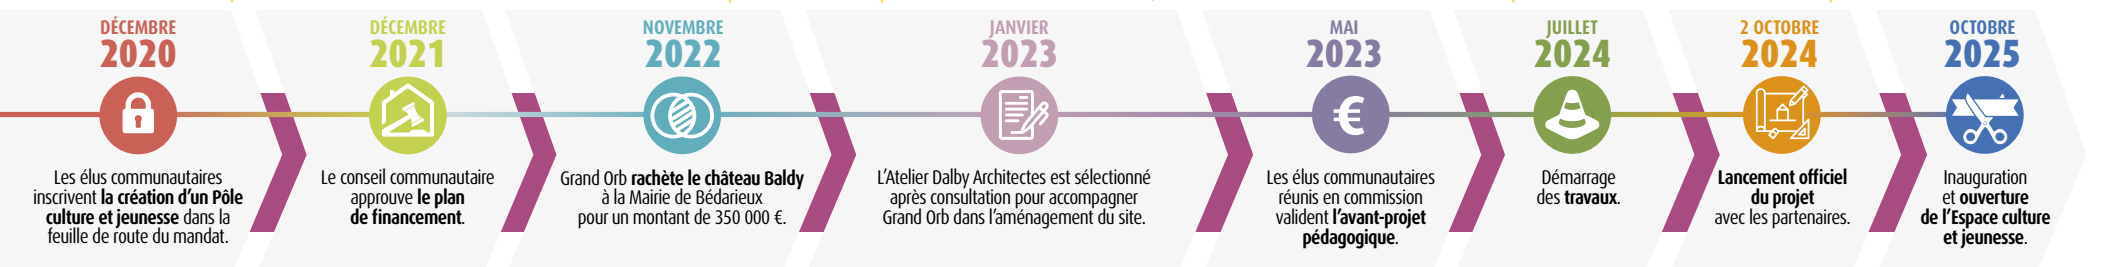 DÉCEMBRE
2020
Les élus communautaires
inscrivent la création d'un Pôle
culture et jeunesse dans la
feuille de route du mandat.
DÉCEMBRE
2021
Le conseil communautaire
approuve le plan
de financement.
NOVEMBRE
2022
Grand Orb rachète le château Baldy
à la Mairie de Bédarieux
pour un montant de 350 000 €.
JANVIER
2023
L'Atelier Dalby Architectes est sélectionné
après consultation pour accompagner
Grand Orb dans l'aménagement du site.
MAI
2023
€
Les élus communautaires
réunis en commission
valident l'avant-projet
pédagogique.
JUILLET
2024
Démarrage
des travaux.
2 OCTOBRE
2024
Lancement officiel
du projet
avec les partenaires.
OCTOBRE
2025
Inauguration
et ouverture
de l'Espace culture
et jeunesse.